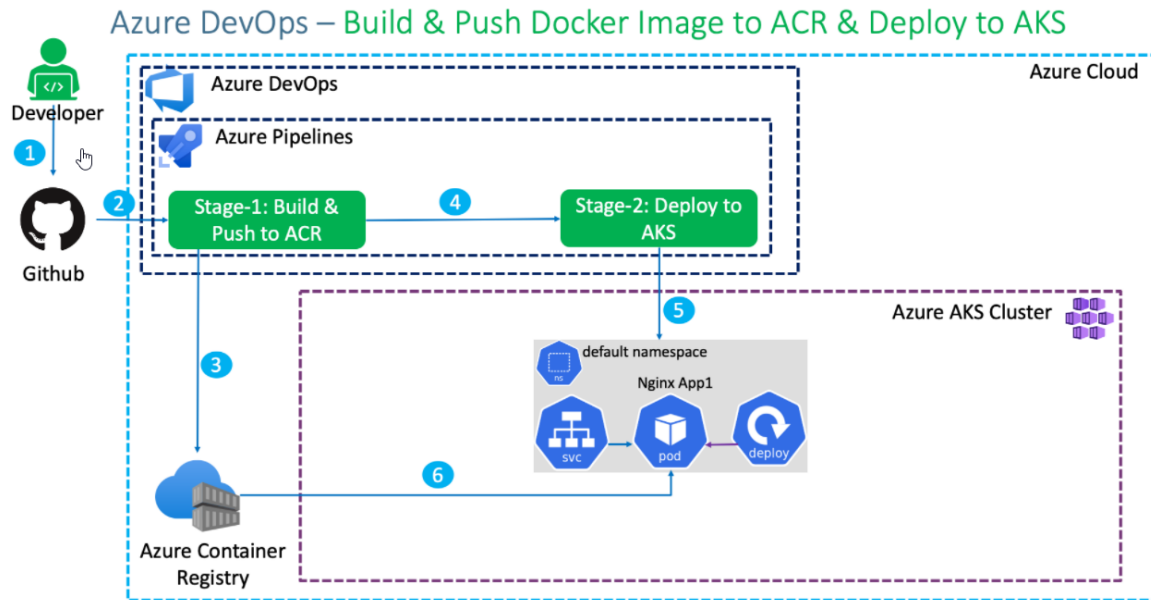 Azure DevOps – Build & Push Docker Image to ACR & Deploy to AKS
Azure Cloud
</>
Developer
Azure DevOps
Azure Pipelines
1
2
Stage-1: Build &
Push to ACR
4
Stage-2: Deploy to
AKS
Github
Azure AKS Cluster
5
3
default namespace
ns
Nginx App1
svc
pod
deploy
6
Azure Container
Registry